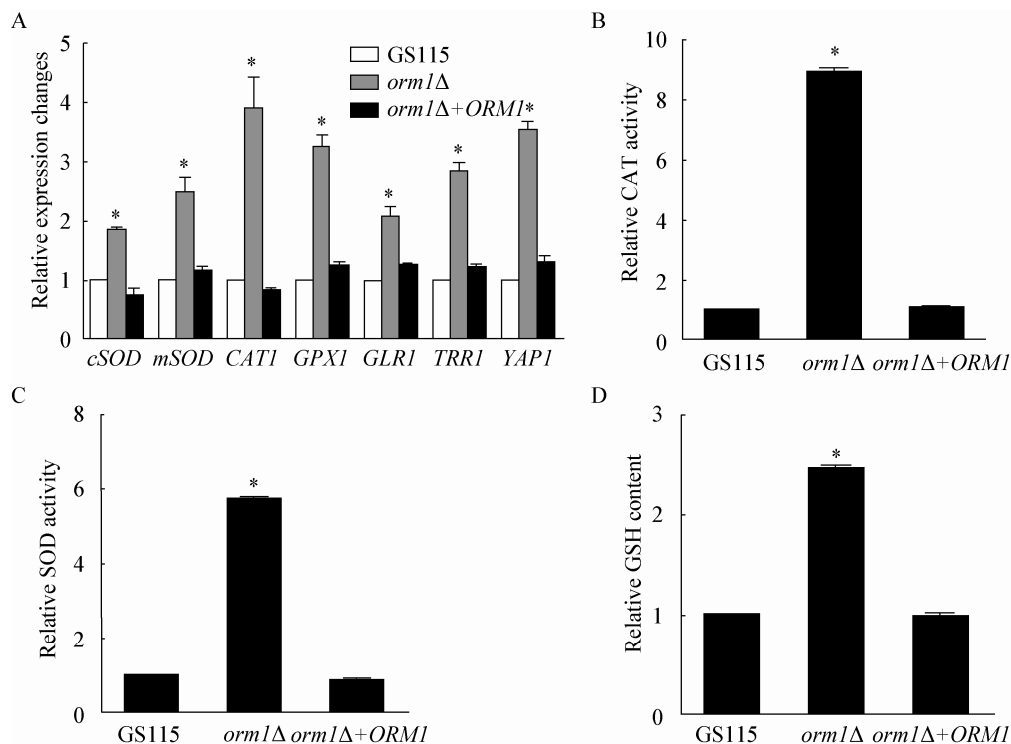 A
Relative expression changes
5
4
3
2
1
0
GS115
orm1Δ
orm1Δ+ORM1
*
*
*
*
*
*
*
cSOD mSOD CAT1 GPX1 GLR1 TRR1 YAP1
B
Relative CAT activity
10
8
6
4
2
0
*
GS115 orm1Δ orm1Δ+ORM1
C
Relative SOD activity
8
6
4
2
0
*
GS115 orm1Δ orm1Δ+ORM1
D
Relative GSH content
3
2
1
0
*
GS115 orm1Δ orm1Δ+ORM1